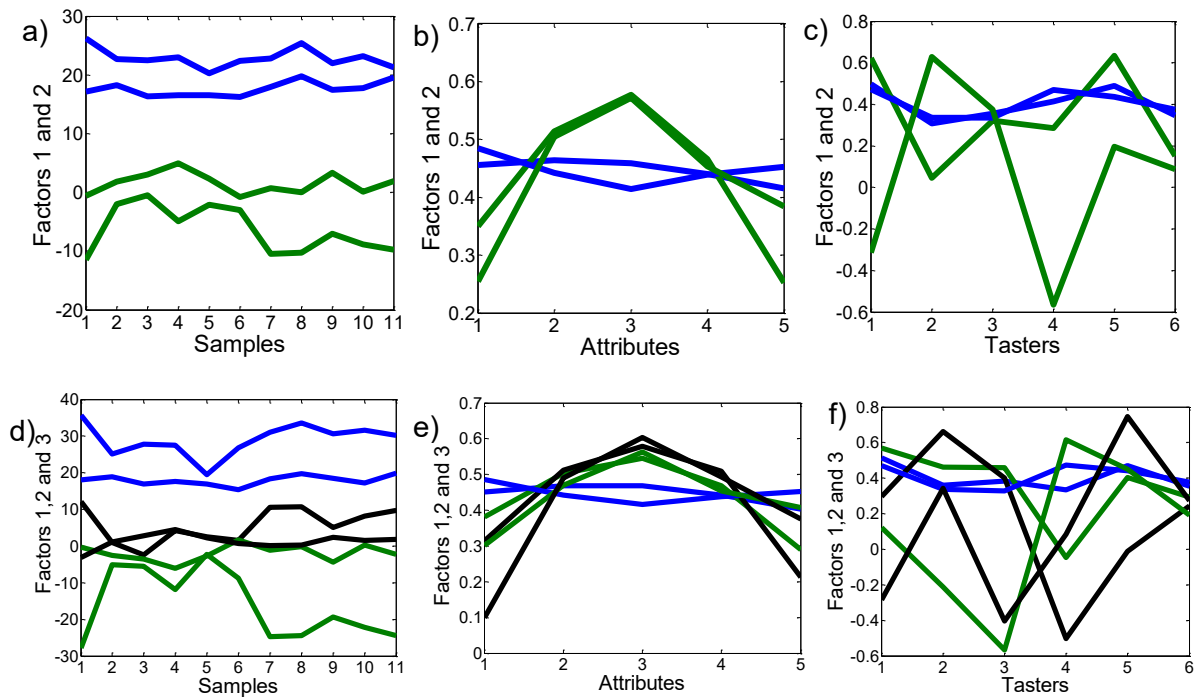 a)
Factors 1 and 2
30
20
10
0
-10
-20
1 2 3 4 5 6 7 8 9 10 11
Samples
b)
Factors 1 and 2
0.7
0.6
0.5
0.4
0.3
0.2
1 2 3 4 5
Attributes
c)
Factors 1 and 2
0.8
0.6
0.4
0.2
0
-0.2
-0.4
-0.6
1 2 3 4 5 6
Tasters
d)
Factors 1,2 and 3
40
30
20
10
0
-10
-20
-30
1 2 3 4 5 6 7 8 9 10 11
Samples
e)
Factors 1,2 and 3
0.7
0.6
0.5
0.4
0.3
0.2
0.1
0
1 2 3 4 5
Attributes
f)
Factors 1,2 and 3
0.8
0.6
0.4
0.2
0
-0.2
-0.4
-0.6
1 2 3 4 5 6
Tasters